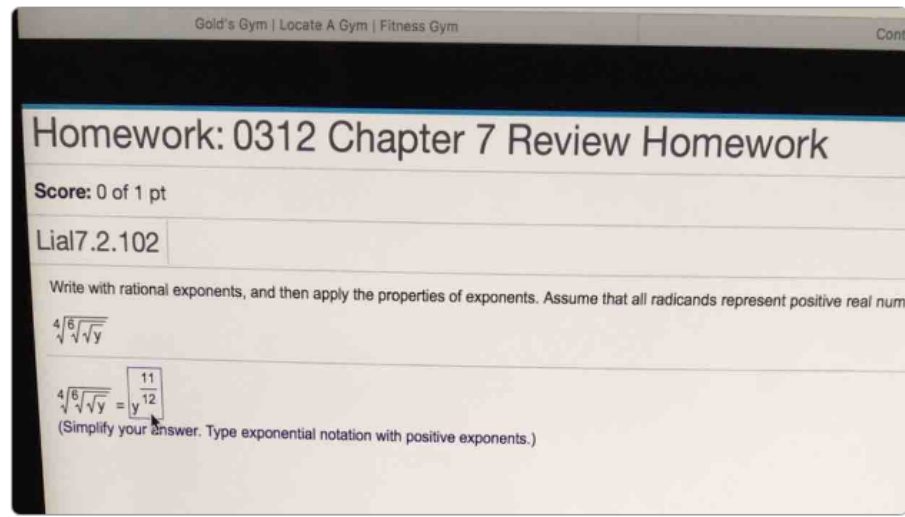 Gold's Gym | Locate A Gym | Fitness Gym
Homework: 0312 Chapter 7 Review Homework
Score: 0 of 1 pt
Lial7.2.102
Write with rational exponents, and then apply the properties of exponents. Assume that all radicands represent positive real
⁴√⁶√√y
⁴√⁶√√y = y^(11/12)
(Simplify your answer. Type exponential notation with positive exponents.)